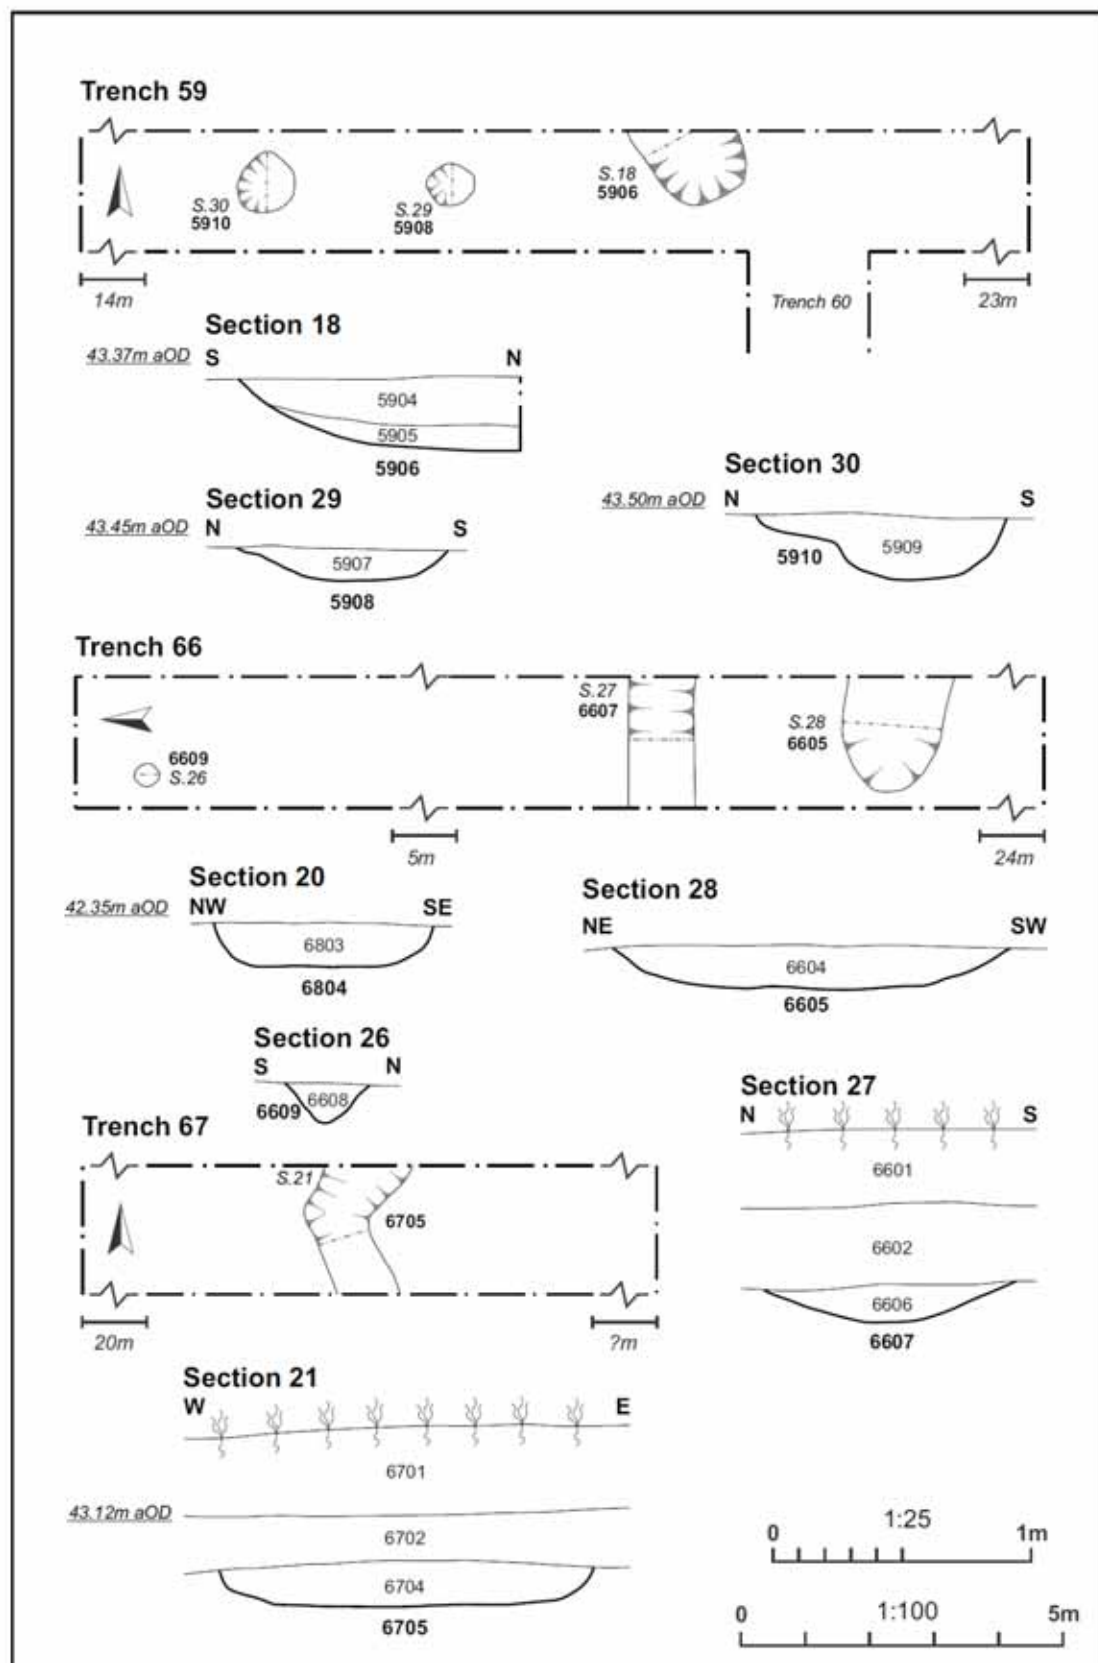 Trench 59
S.30
5910
S.29
5908
S.18
5906
14m
Trench 60
23m
Section 18
43.37m aOD S N
5904
5905
5906
Section 30
43.50m aOD N S
5909
5910
Section 29
43.45m aOD N S
5907
5908
Trench 66
S.27
6607
S.28
6605
6609
S.26
5m
24m
Section 20
42.35m aOD NW SE
6803
6804
Section 28
NE SW
6604
6605
Section 26
S N
6608
6609
Section 27
N S
6601
6602
6606
6607
Trench 67
S.21
6705
20m
?m
Section 21
W E
6701
43.12m aOD
6702
6704
6705
0 1:25 1m
0 1:100 5m